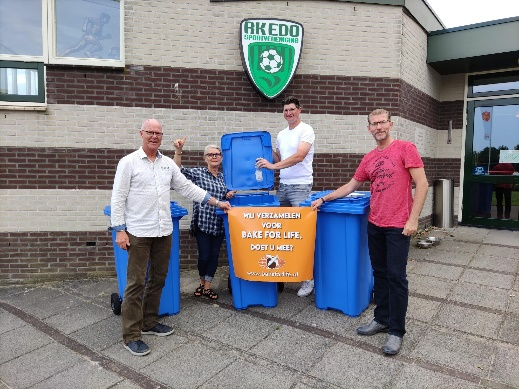 AKEDO
SPORTVERENIGING
WIJ VERZAMELEN
VOOR
BAKE FOR LIFE,
DOET U MEE?